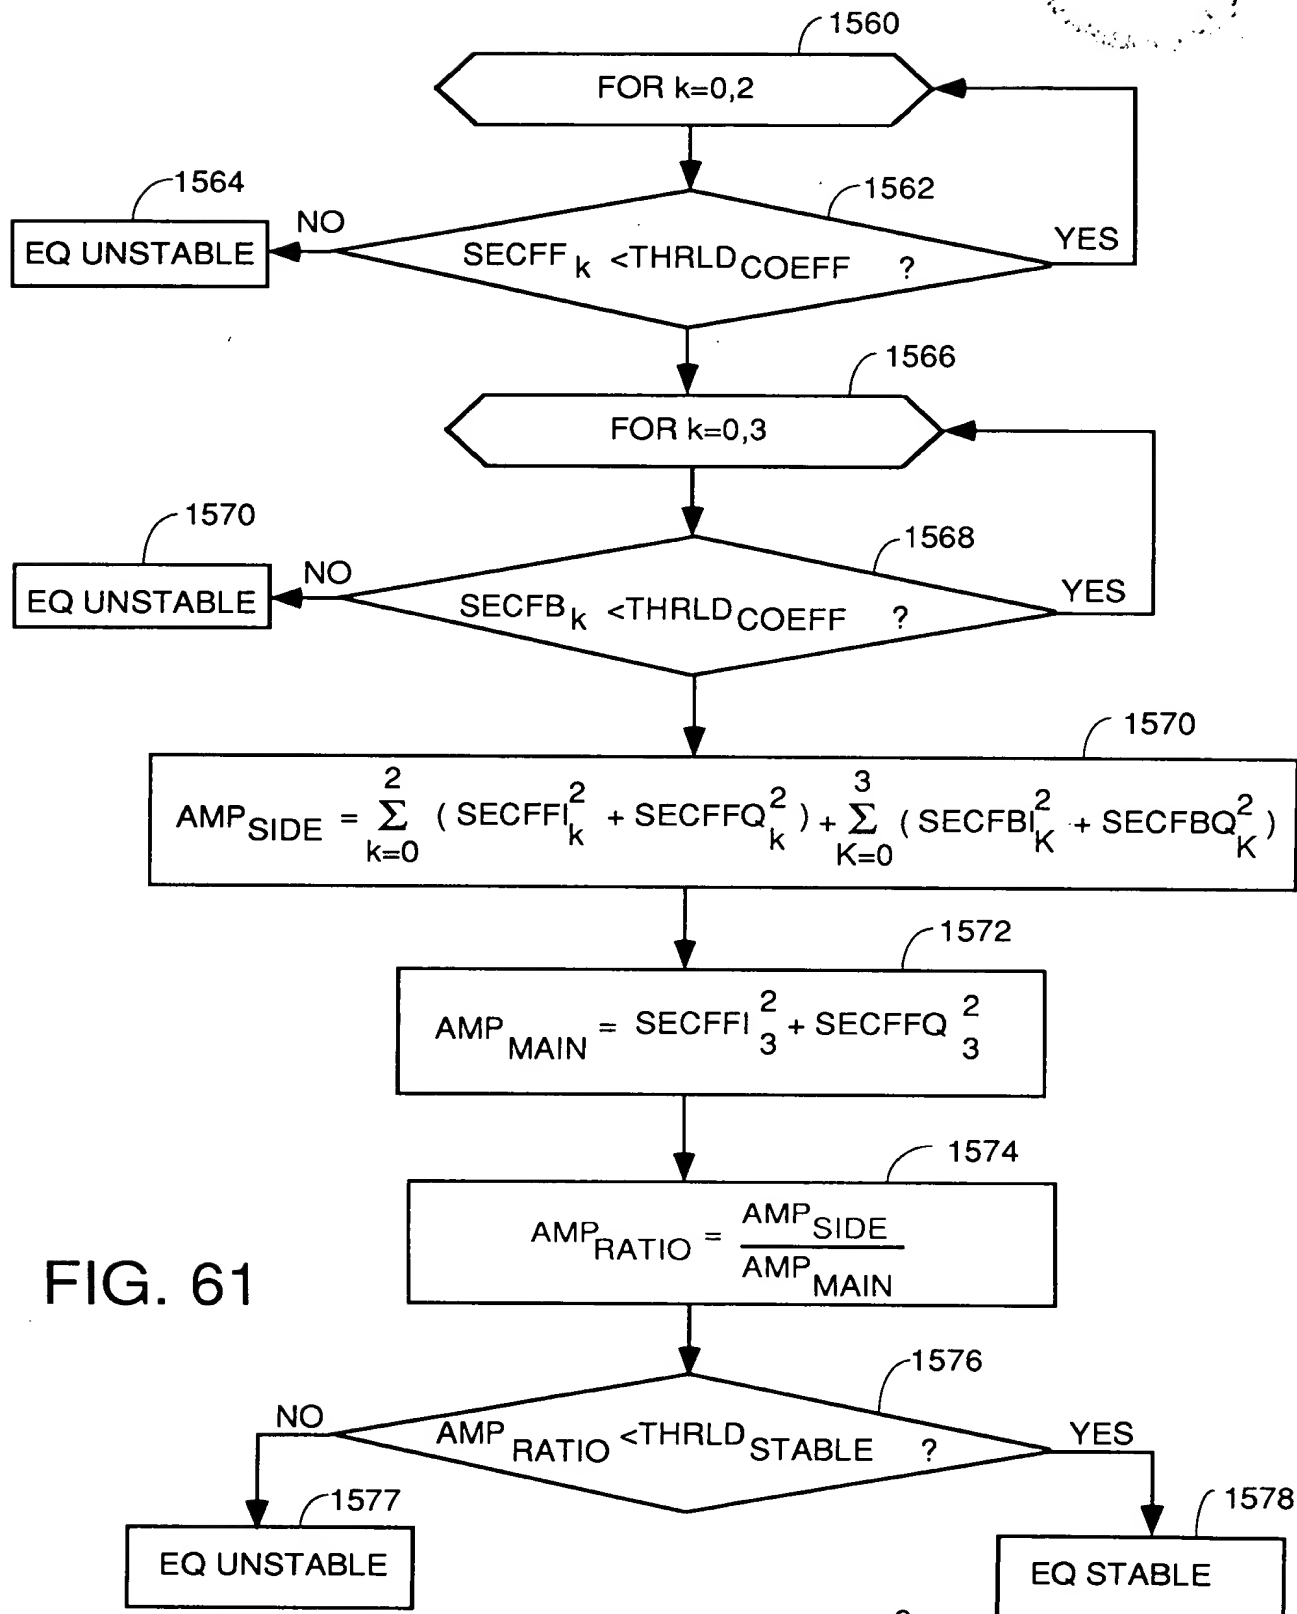 1560
FOR k=0,2
1564
1562
EQ UNSTABLE
NO
SECFF k <THRLD COEFF ?
YES
1566
FOR k=0,3
1570
1568
EQ UNSTABLE
NO
SECFB k <THRLD COEFF ?
YES
1570
AMP SIDE = 2 Σ k=0 ( SECFFI 2 k + SECFFQ 2 k ) + 3 Σ K=0 ( SECFBI 2 K + SECFBQ 2 K )
1572
AMP MAIN = SECFFI 2 3 + SECFFQ 2 3
1574
AMP RATIO = AMP SIDE
AMP MAIN
FIG. 61
1576
NO
AMP RATIO <THRLD STABLE ?
YES
1577
1578
EQ UNSTABLE
EQ STABLE